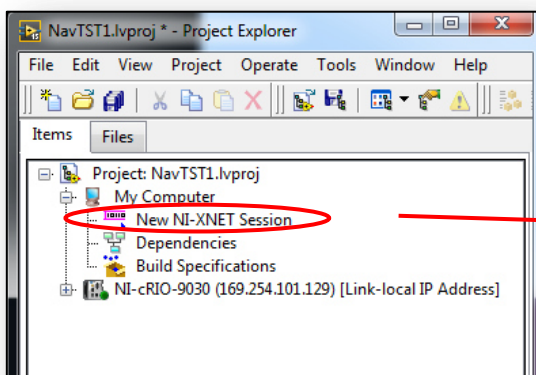 NavTST1.lvproj * - Project Explorer
File Edit View Project Operate Tools Window Help
Items Files
Project: NavTST1.lvproj
My Computer
New NI-XNET Session
Dependencies
Build Specifications
NI-cRIO-9030 (169.254.101.129) [Link-local IP Address]